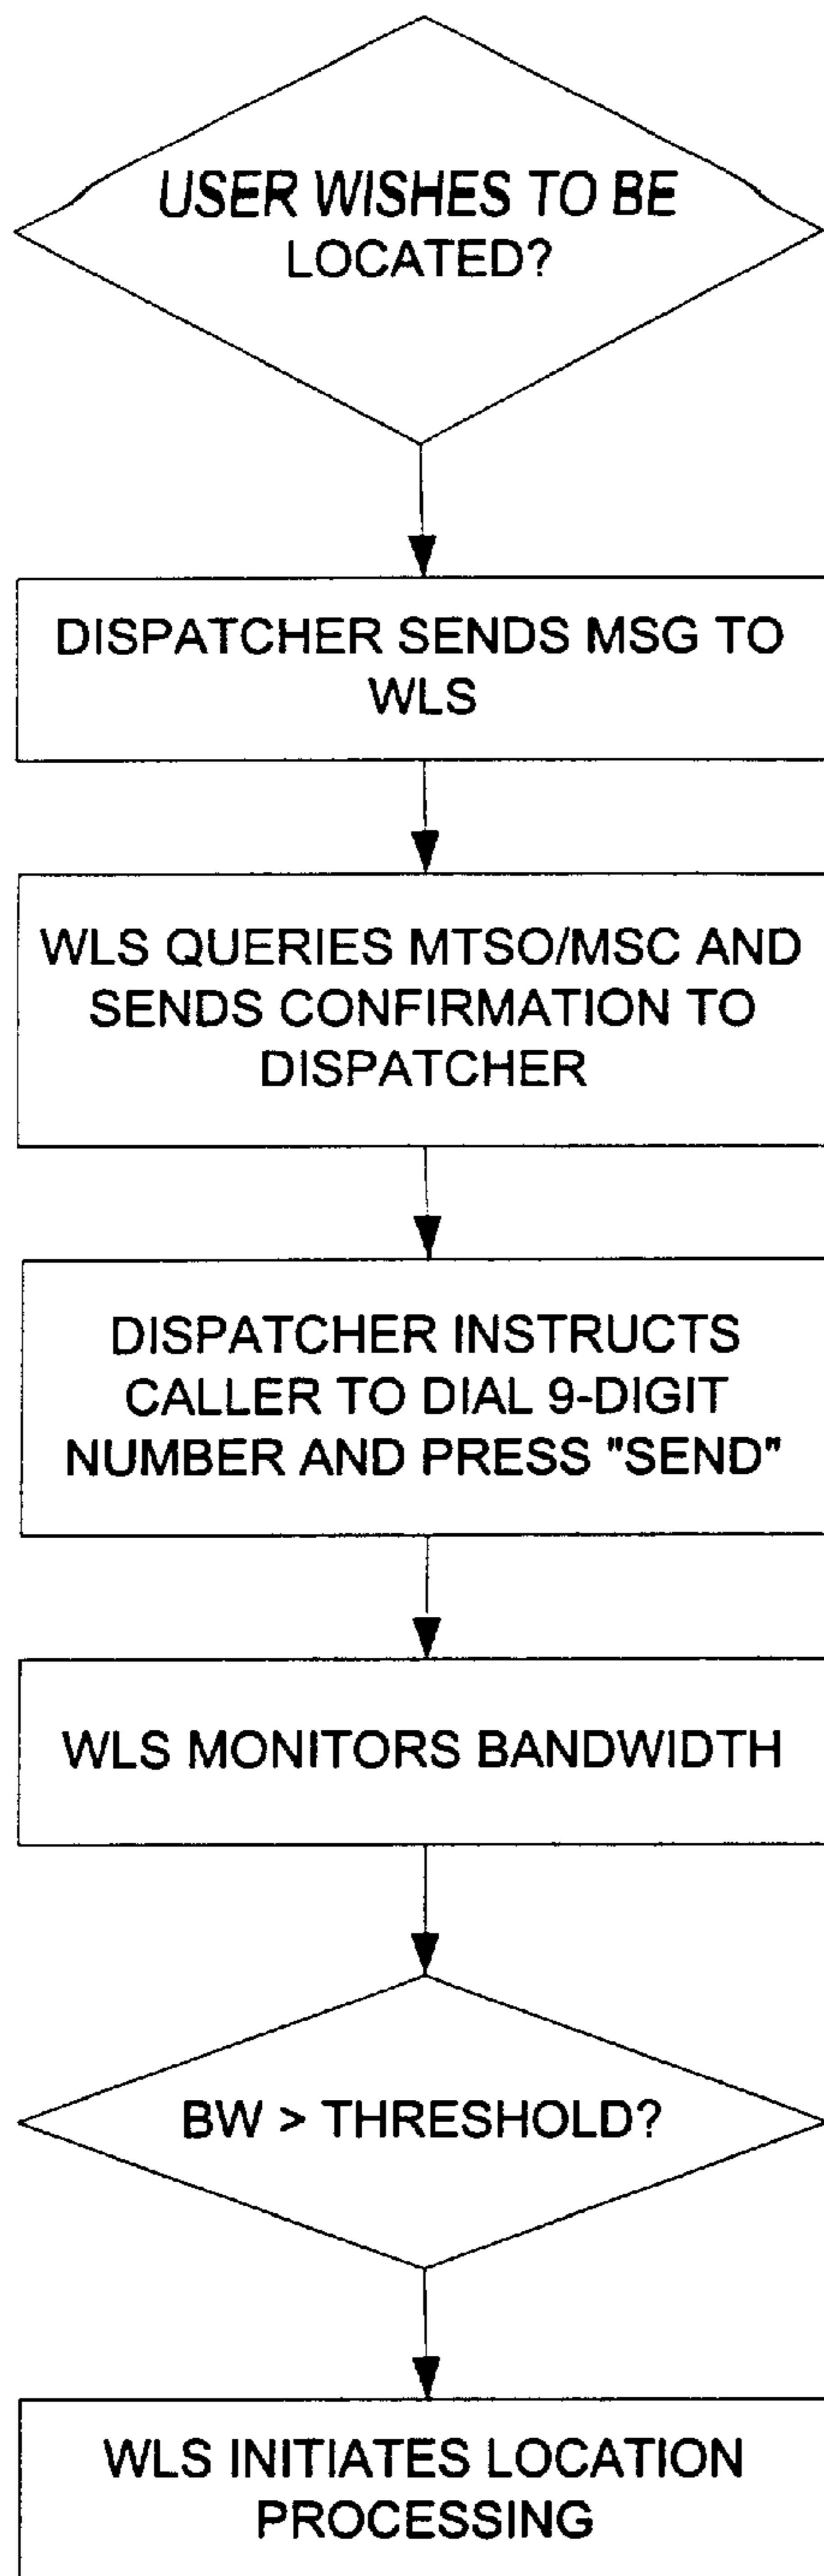 USER WISHES TO BE
LOCATED?
DISPATCHER SENDS MSG TO
WLS
WLS QUERIES MTSO/MSC AND
SENDS CONFIRMATION TO
DISPATCHER
DISPATCHER INSTRUCTS
CALLER TO DIAL 9-DIGIT
NUMBER AND PRESS "SEND"
WLS MONITORS BANDWIDTH
BW > THRESHOLD?
WLS INITIATES LOCATION
PROCESSING